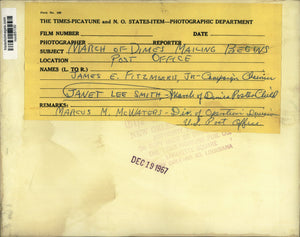 THE TIMES-PICAYUNE and N. O. STATES-ITEM—PHOTOGRAPHIC DEPARTMENT
FILM NUMBER DATE
PHOTOGRAPHER REPORTER
SUBJECT MARCH OF DIMES MAILING BEGINS
LOCATION POST OFFICE
NAMES (L. TO R.)
JAMES E. FITZMORRIS, JR - Campaign Chairman
JANET LEE SMITH, - March of Dimes Poster Child
REMARKS:
MARCUS M. McWATERS - Dir. of Operations Division
U.S. Post Office
DEC 19 1967